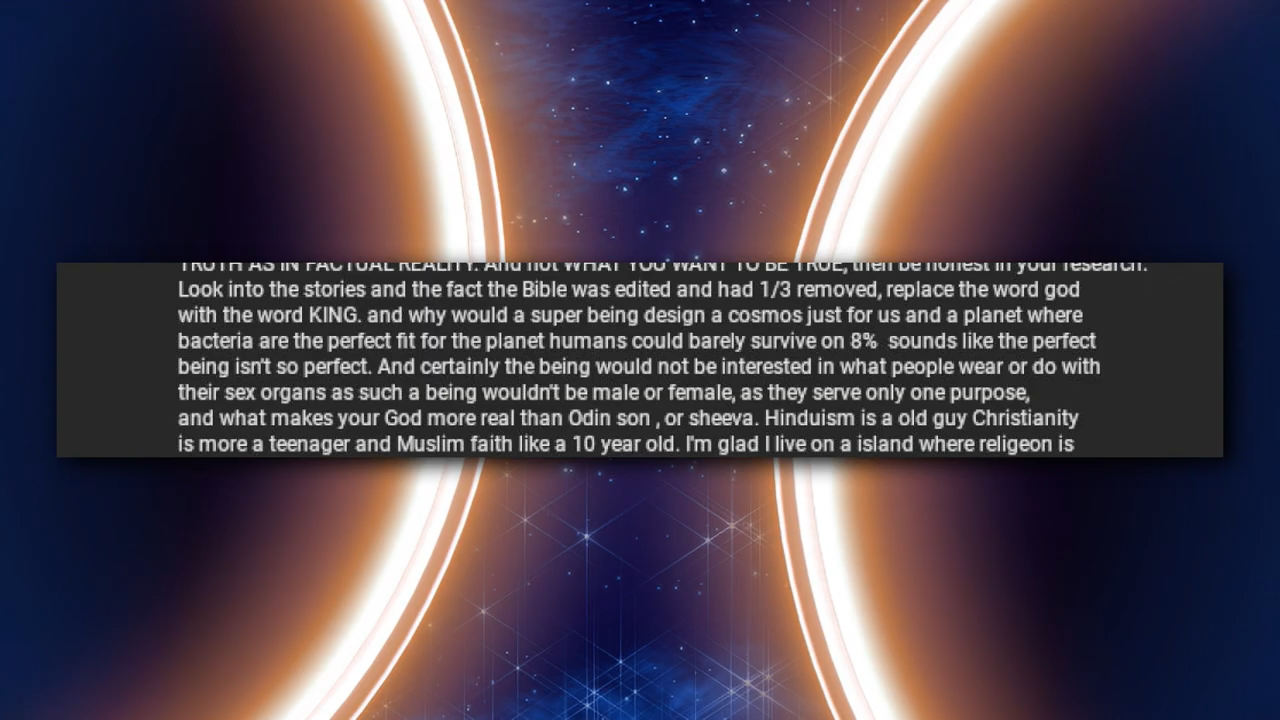 TRUTH AS IN FACTUAL REALITY. And not WHAT YOU WANT TO BE TRUE, then be honest in your research.
Look into the stories and the fact the Bible was edited and had 1/3 removed, replace the word god
with the word KING. and why would a super being design a cosmos just for us and a planet where
bacteria are the perfect fit for the planet humans could barely survive on 8%  sounds like the perfect
being isn't so perfect. And certainly the being would not be interested in what people wear or do with
their sex organs as such a being wouldn't be male or female, as they serve only one purpose,
and what makes your God more real than Odin son , or sheeva. Hinduism is a old guy Christianity
is more a teenager and Muslim faith like a 10 year old. I'm glad I live on a island where religeon is